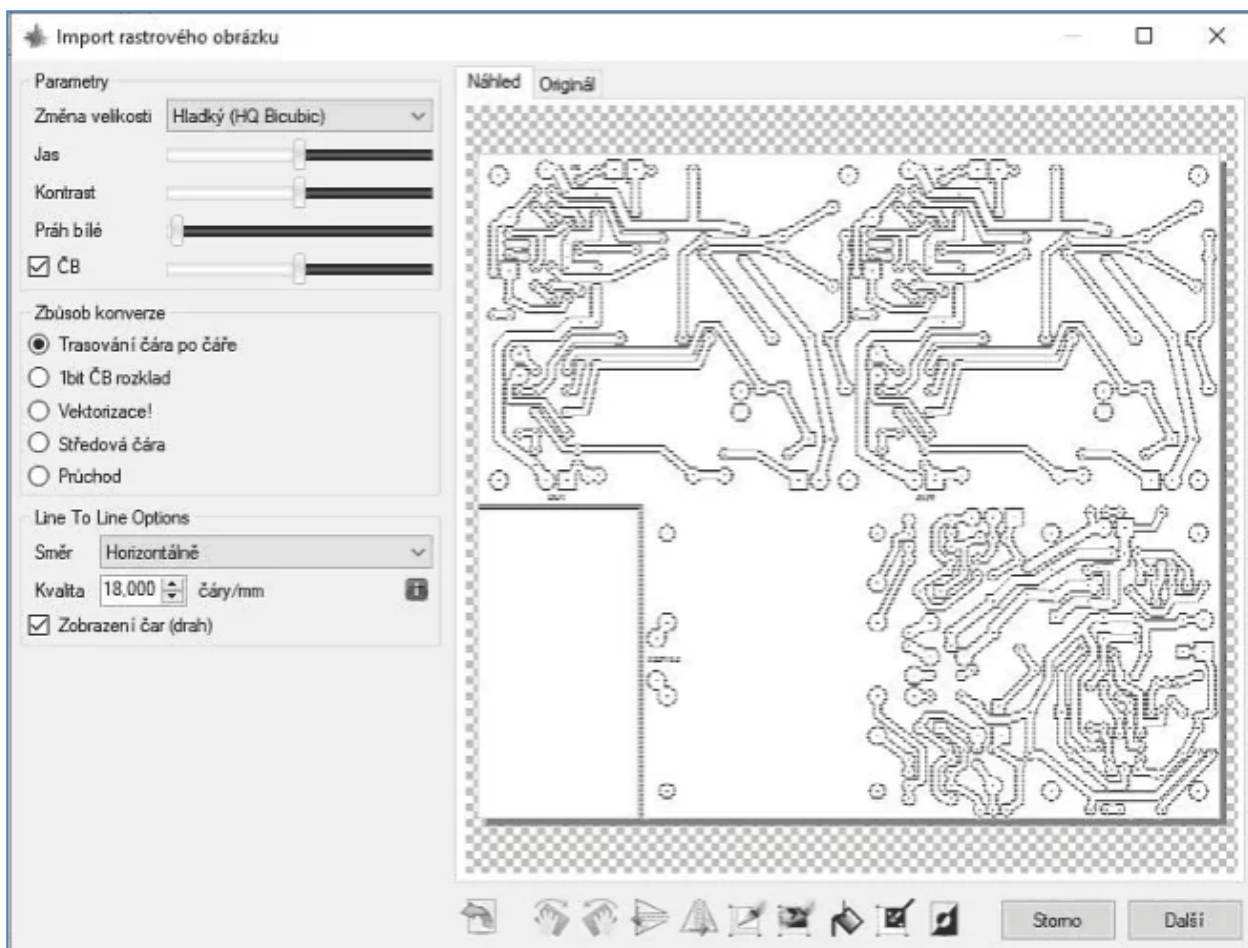 Import rastrového obrázku
Parametry
Změna velikosti Hladký (HQ Bicubic)
Jas
Kontrast
Práh bílé
ČB
Zbůsob konverze
Trasování čára po čáře
1bit ČB rozklad
Vektorizace!
Středová čára
Průchod
Line To Line Options
Směr Horizontálně
Kvalita 18,000 čáry/mm
Zobrazení čar (drah)
Náhled Originál
Storno Další